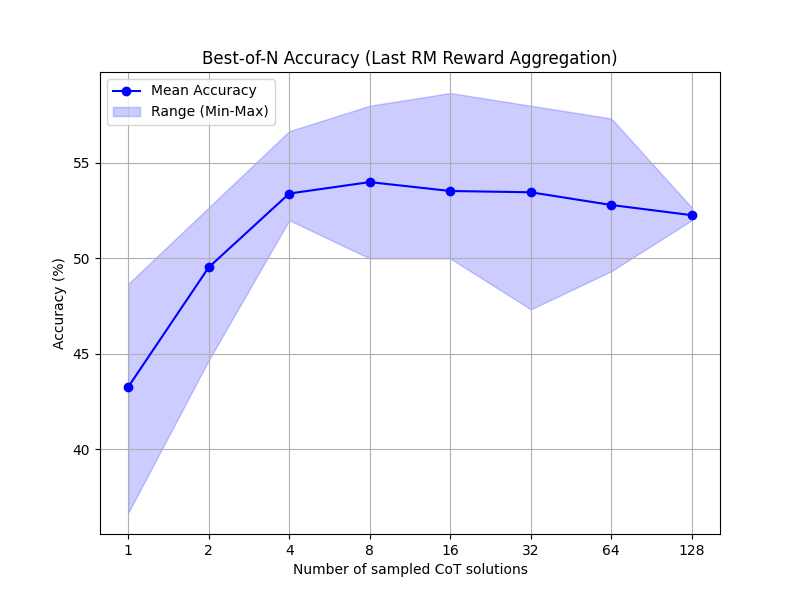 Best-of-N Accuracy (Last RM Reward Aggregation)
Mean Accuracy
Range (Min-Max)
Accuracy (%)
55
50
45
40
1 2 4 8 16 32 64 128
Number of sampled CoT solutions